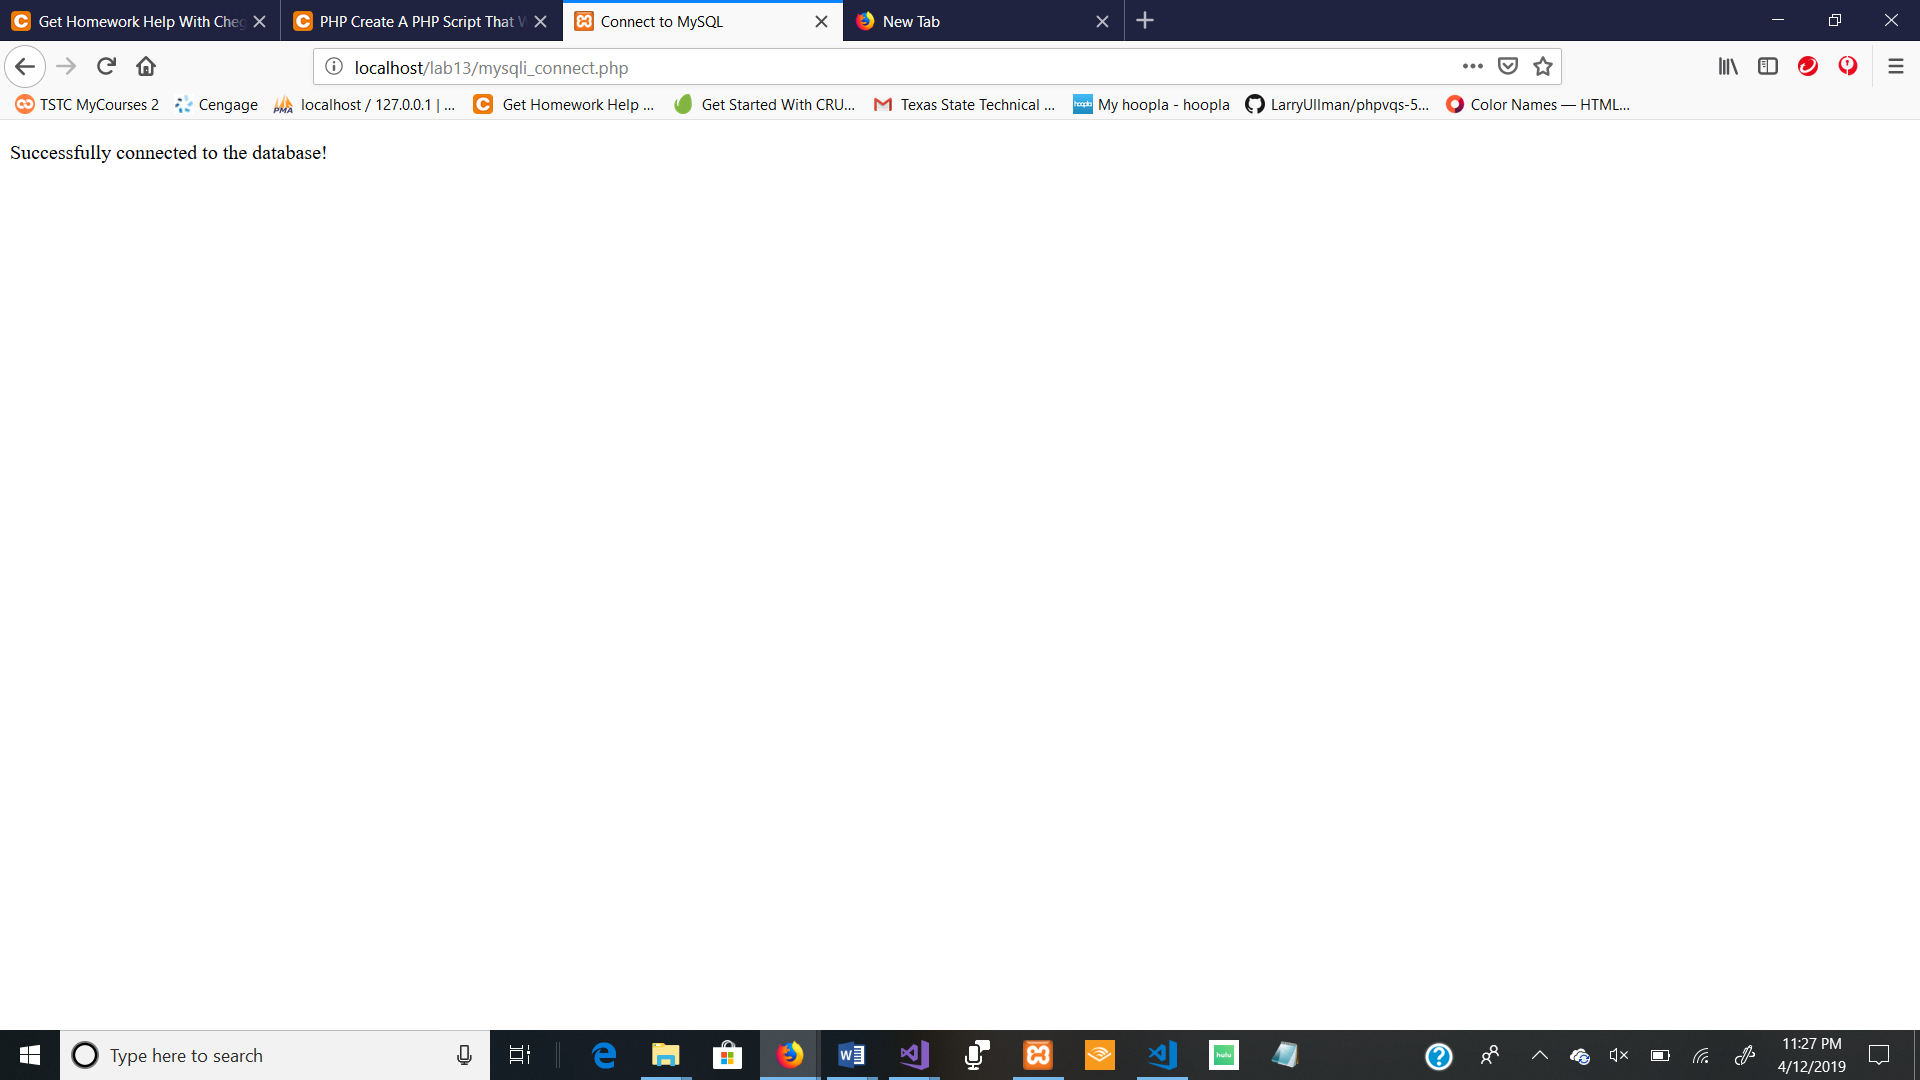 Get Homework Help With Cheg
PHP Create A PHP Script That W
Connect to MySQL
New Tab
localhost/lab13/mysqli_connect.php
TSTC MyCourses 2
Cengage
PMA
localhost / 127.0.0.1 | ...
Get Homework Help ...
Get Started With CRU...
Texas State Technical ...
hoopla
My hoopla - hoopla
LarryUllman/phpvqs-5...
Color Names — HTML...
Successfully connected to the database!
Type here to search
hulu
11:27 PM
4/12/2019